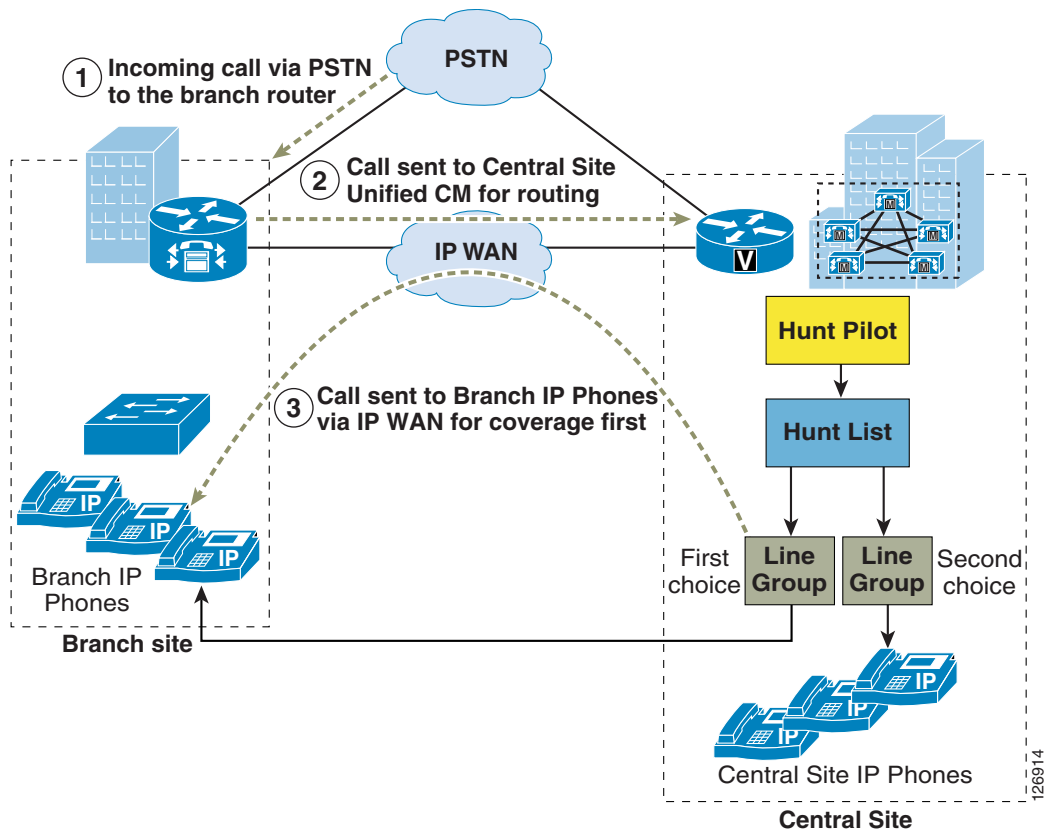 PSTN
1 Incoming call via PSTN
to the branch router
2 Call sent to Central Site
Unified CM for routing
IP WAN
V
M
M
M
M
M
Hunt Pilot
3 Call sent to Branch IP Phones
via IP WAN for coverage first
Hunt List
IP
IP
IP
Branch IP
Phones
Branch site
First
choice
Line
Group
Line
Group
Second
choice
IP
IP
IP
Central Site IP Phones
Central Site
126914